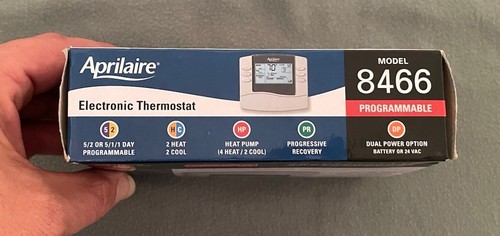 Aprilaire®
Electronic Thermostat
MODEL
8466
PROGRAMMABLE
5 2
5/2 OR 5/1/1 DAY
PROGRAMMABLE
H C
2 HEAT
2 COOL
HP
HEAT PUMP
(4 HEAT / 2 COOL)
PR
PROGRESSIVE
RECOVERY
DP
DUAL POWER OPTION
BATTERY OR 24 VAC